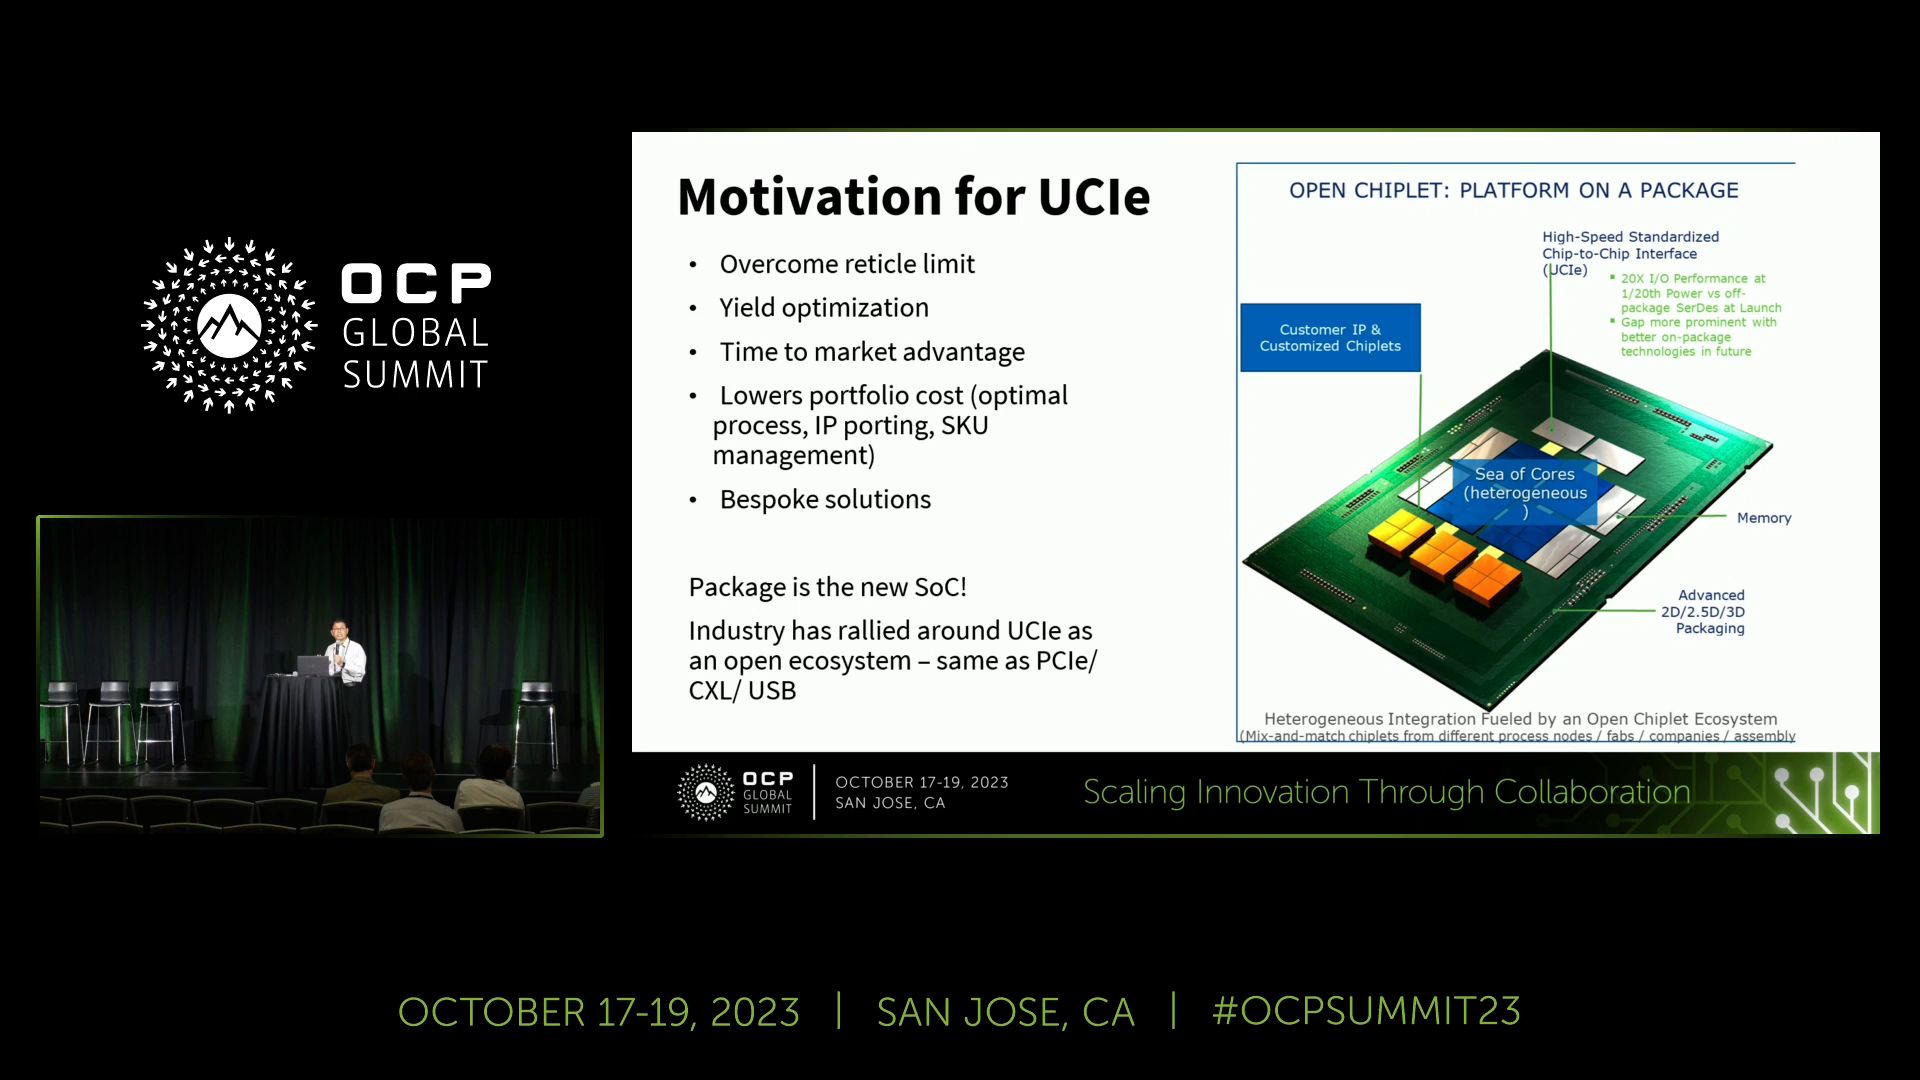 OCP
GLOBAL
SUMMIT
Motivation for UCIe
• Overcome reticle limit
• Yield optimization
• Time to market advantage
• Lowers portfolio cost (optimal
process, IP porting, SKU
management)
• Bespoke solutions
Package is the new SoC!
Industry has rallied around UCIe as
an open ecosystem – same as PCIe/
CXL/ USB
OPEN CHIPLET: PLATFORM ON A PACKAGE
High-Speed Standardized
Chip-to-Chip Interface
(UCIe)
▪ 20X I/O Performance at
1/20th Power vs off-
package SerDes at Launch
▪ Gap more prominent with
better on-package
technologies in future
Customer IP &
Customized Chiplets
Sea of Cores
(heterogeneous
)
Memory
Advanced
2D/2.5D/3D
Packaging
Heterogeneous Integration Fueled by an Open Chiplet Ecosystem
(Mix-and-match chiplets from different process nodes / fabs / companies / assembly
OCP
GLOBAL
SUMMIT
OCTOBER 17-19, 2023
SAN JOSE, CA
Scaling Innovation Through Collaboration
OCTOBER 17-19, 2023 | SAN JOSE, CA | #OCPSUMMIT23